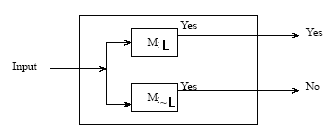 Yes
Yes
M L
Input
Yes
No
M ~ L